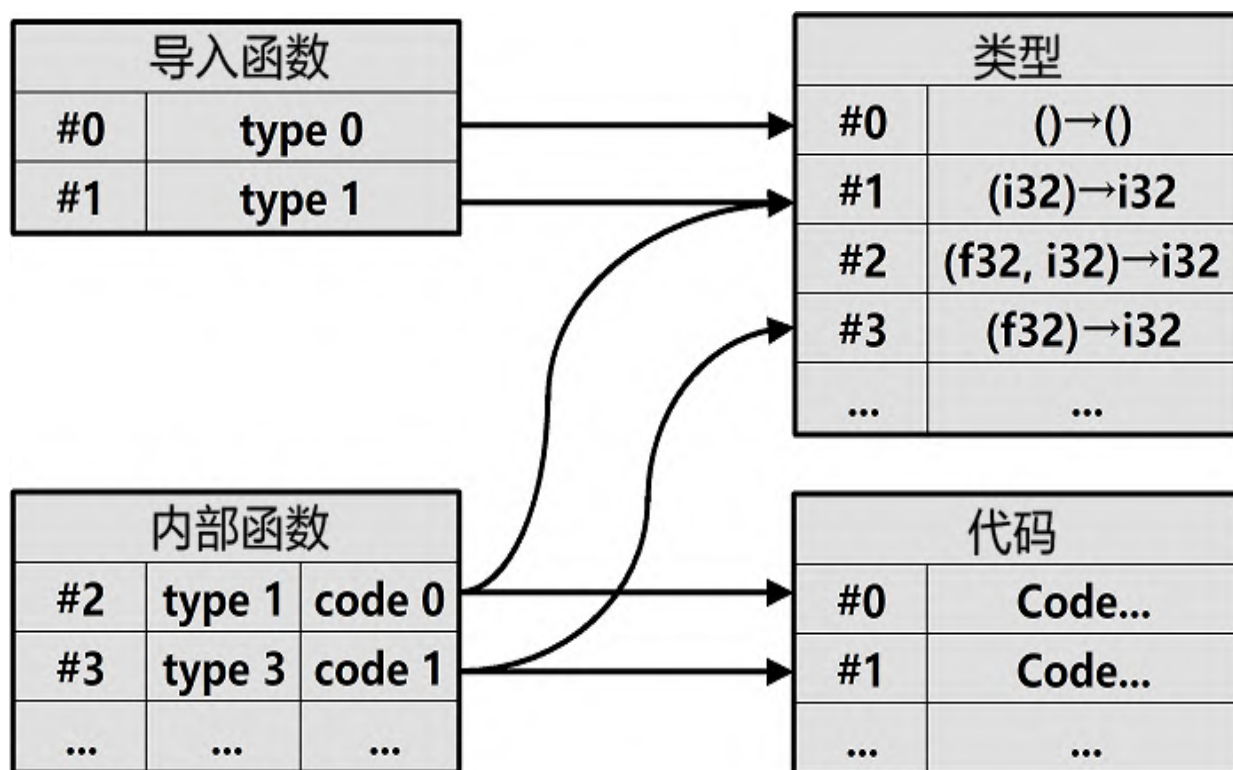 导入函数
#0 type 0
#1 type 1
类型
#0 ()→()
#1 (i32)→i32
#2 (f32, i32)→i32
#3 (f32)→i32
... ...
内部函数
#2 type 1 code 0
#3 type 3 code 1
... ... ...
代码
#0 Code...
#1 Code...
... ...